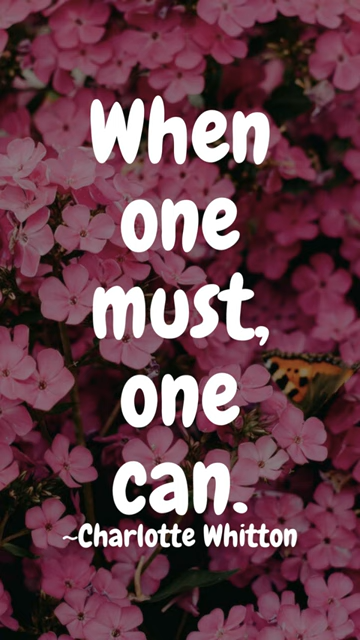 When
one
must,
one
can.
~Charlotte Whitton